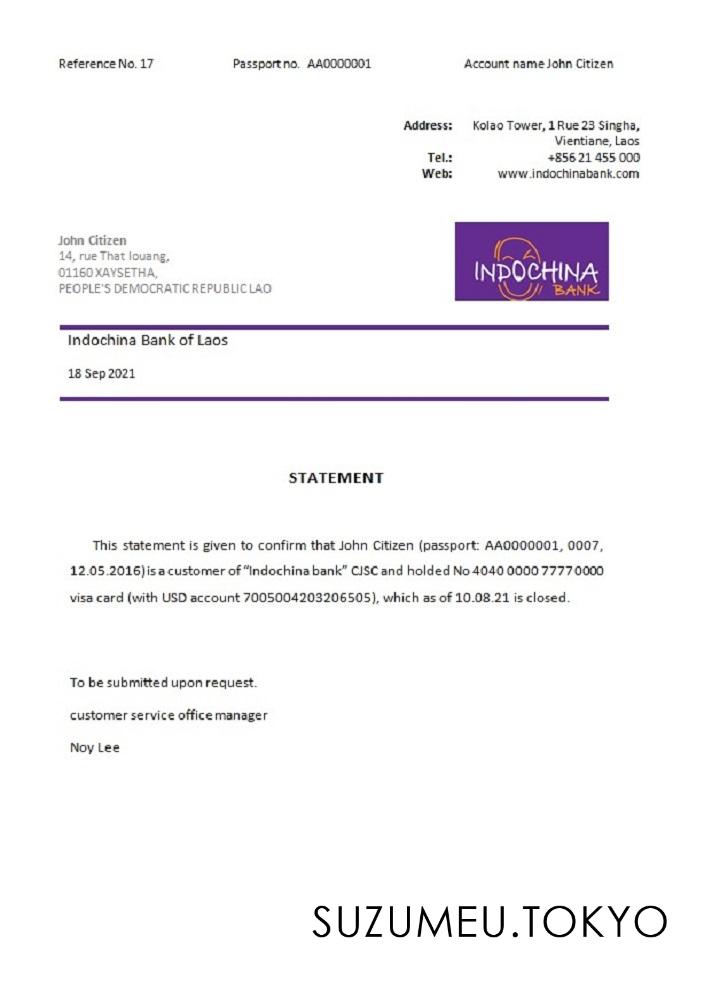 Reference No. 17 Passport no. AA0000001 Account name John Citizen
Address: Kolao Tower, 1 Rue 23 Singha,
Vientiane, Laos
Tel.: +856 21 455 000
Web: www.indochinabank.com
John Citizen
14, rue That louang,
01160 XAYSETHA,
PEOPLE'S DEMOCRATIC REPUBLIC LAO
INDOCHINA
BANK
Indochina Bank of Laos
18 Sep 2021
STATEMENT
This statement is given to confirm that John Citizen (passport: AA0000001, 0007,
12.05.2016) is a customer of “Indochina bank” CJSC and holded No 4040 0000 7777 0000
visa card (with USD account 7005004203206505), which as of 10.08.21 is closed.
To be submitted upon request.
customer service office manager
Noy Lee
SUZUMEU.TOKYO